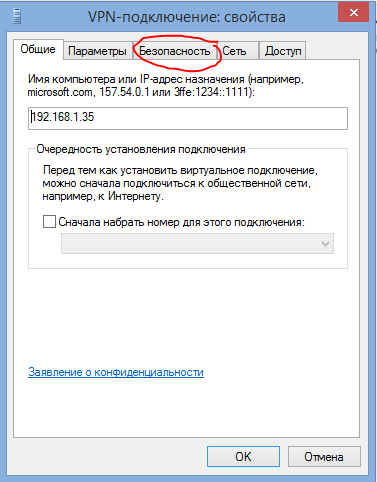 VPN-подключение: свойства
Общие Параметры Безопасность Сеть Доступ
Имя компьютера или IP-адрес назначения (например,
microsoft.com, 157.54.0.1 или 3ffe:1234::1111):
192.168.1.35
Очередность установления подключения
Перед тем как установить виртуальное подключение,
можно сначала подключиться к общественной сети,
например, к Интернету.
Сначала набрать номер для этого подключения:
Заявление о конфиденциальности
OK Отмена